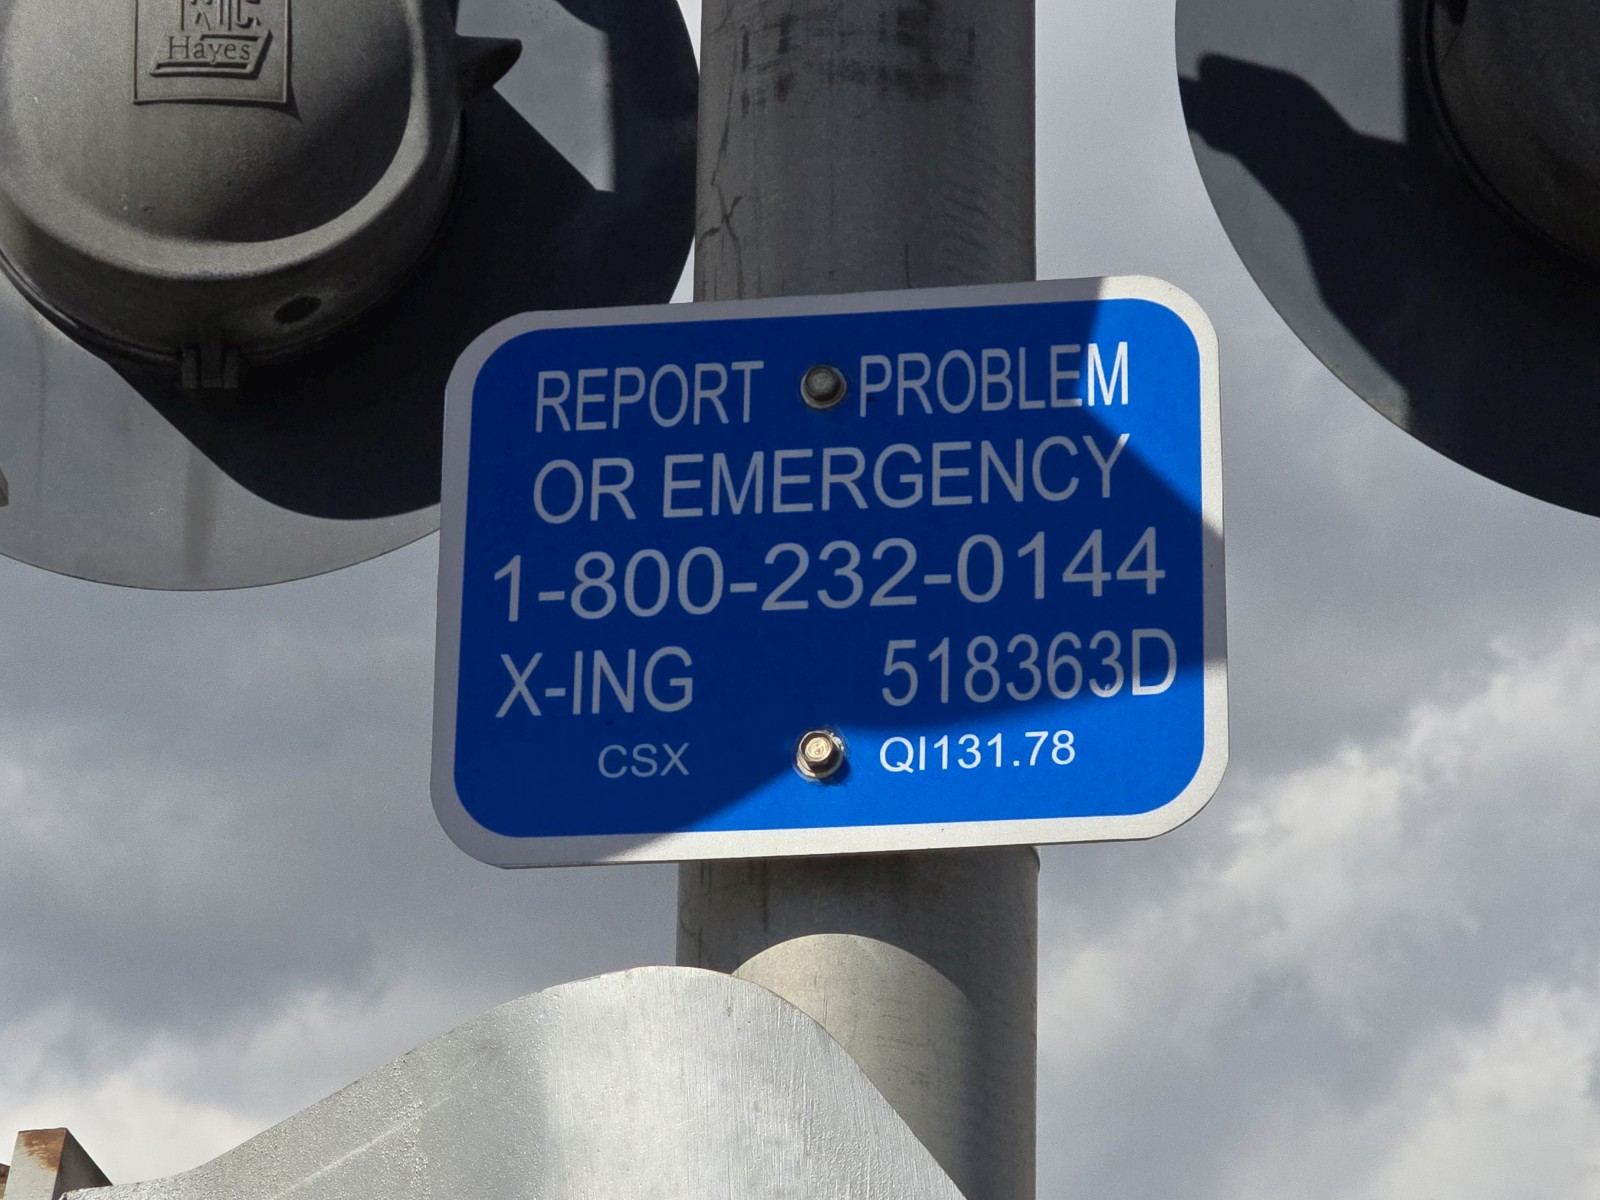 Hayes
REPORT PROBLEM
OR EMERGENCY
1-800-232-0144
X-ING 518363D
CSX QI131.78